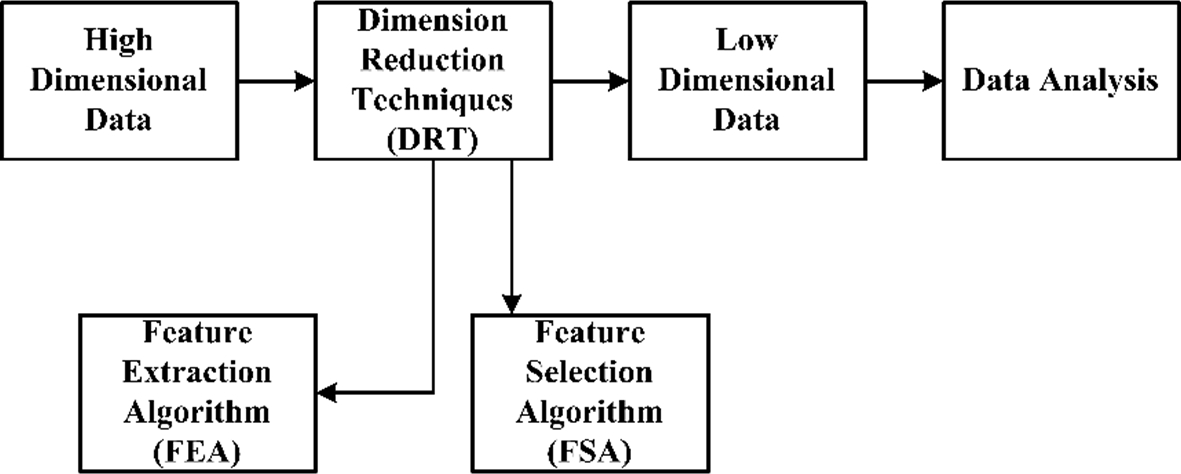 High
Dimensional
Data
Dimension
Reduction
Techniques
(DRT)
Low
Dimensional
Data
Data Analysis
Feature
Extraction
Algorithm
(FEA)
Feature
Selection
Algorithm
(FSA)